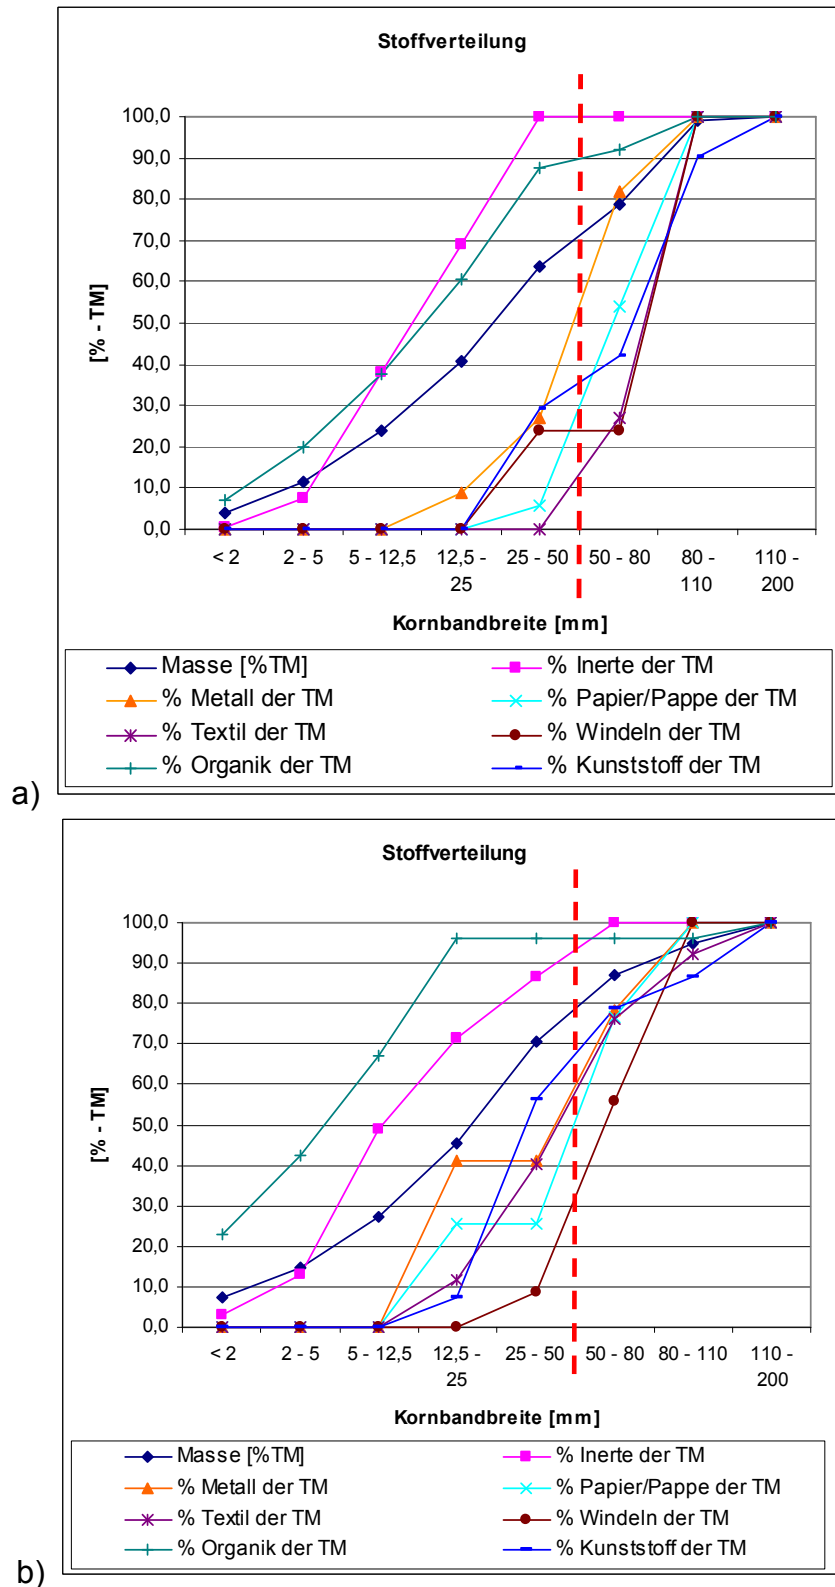 Stoffverteilung
100,0
90,0
80,0
70,0
60,0
50,0
40,0
30,0
20,0
10,0
0,0
[% - TM]
< 2
2 - 5
5 - 12,5
12,5 -
25
25 - 50
50 - 80
80 -
110
110 -
200
Kornbandbreite [mm]
Masse [%TM]
% Inerte der TM
% Metall der TM
% Papier/Pappe der TM
% Textil der TM
% Windeln der TM
% Organik der TM
% Kunststoff der TM
a)
Stoffverteilung
100,0
90,0
80,0
70,0
60,0
50,0
40,0
30,0
20,0
10,0
0,0
[% - TM]
< 2
2 - 5
5 - 12,5
12,5 -
25
25 - 50
50 - 80
80 - 110
110 -
200
Kornbandbreite [mm]
Masse [%TM]
% Inerte der TM
% Metall der TM
% Papier/Pappe der TM
% Textil der TM
% Windeln der TM
% Organik der TM
% Kunststoff der TM
b)